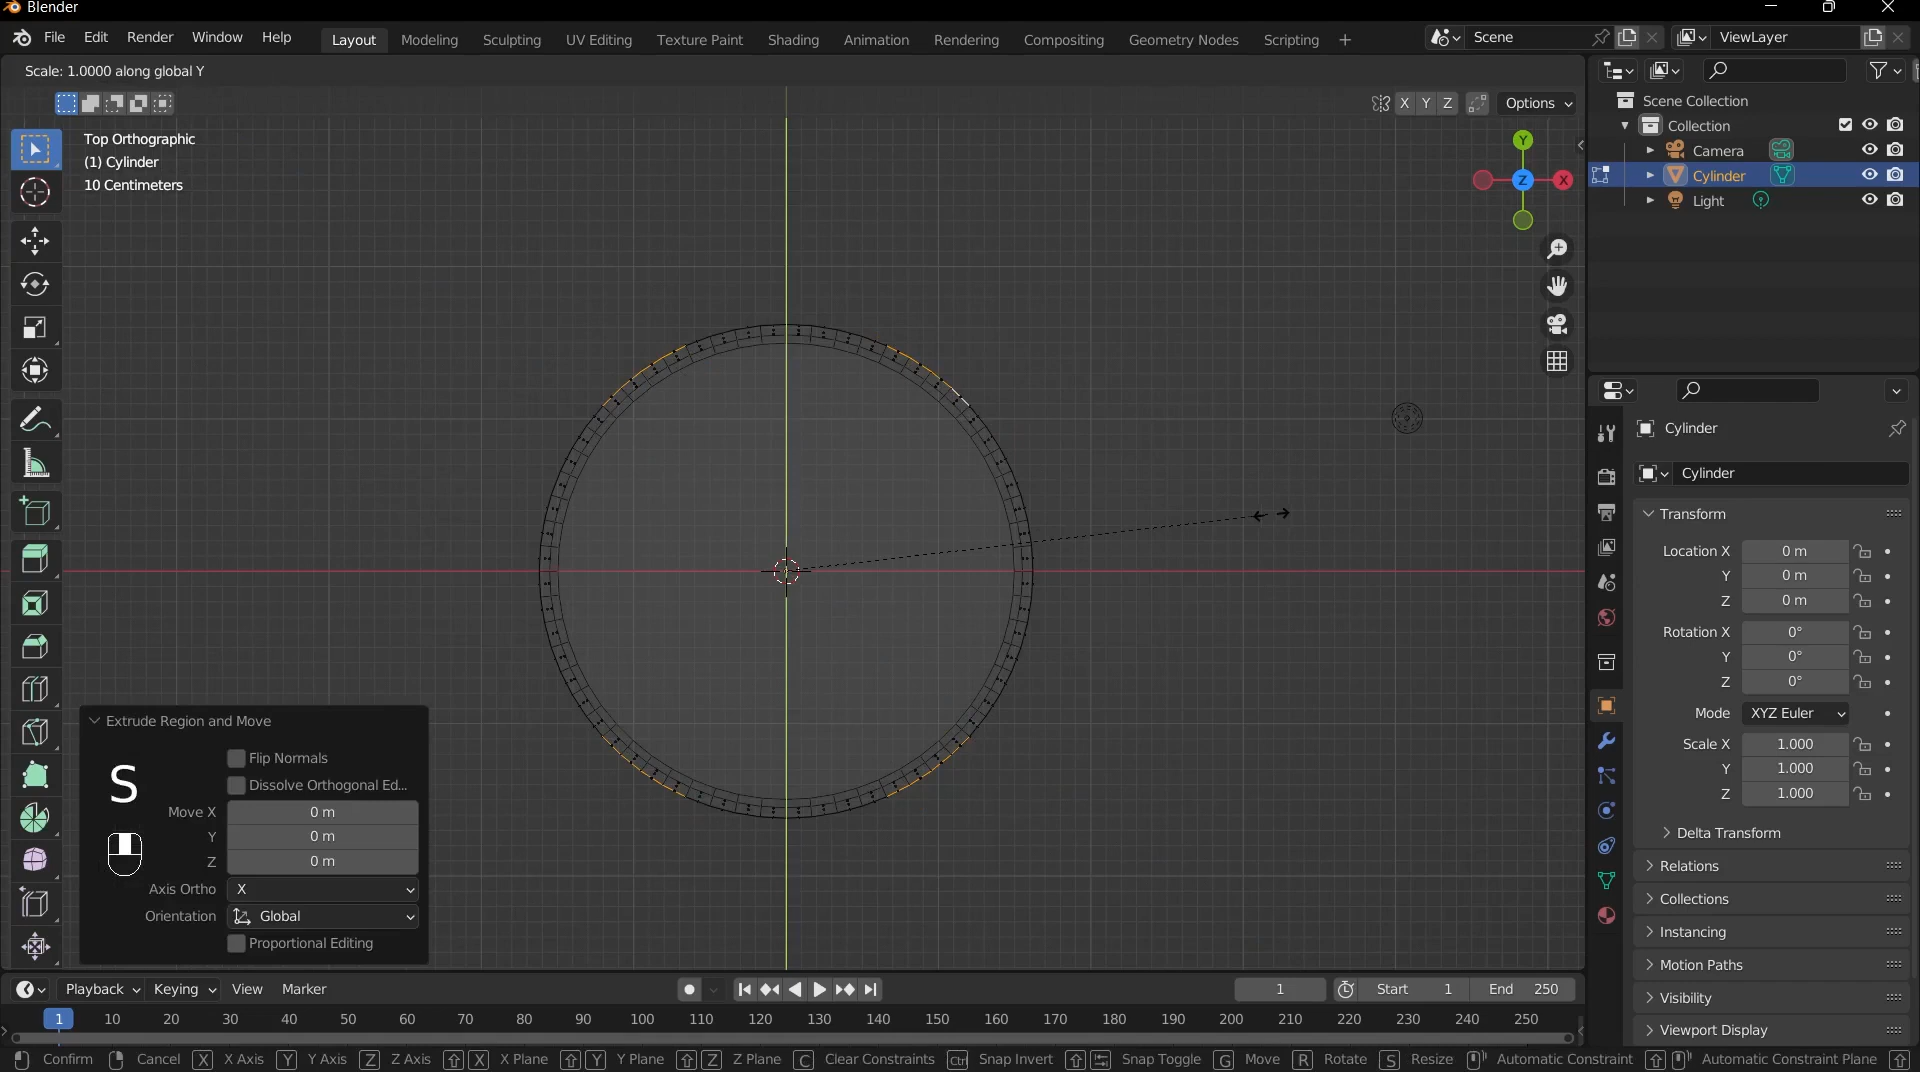 Blender
File Edit Render Window Help Layout Modeling Sculpting UV Editing Texture Paint Shading Animation Rendering Compositing Geometry Nodes Scripting + Scene ViewLayer
Scale: 1.0000 along global Y
X Y Z Options
Top Orthographic
(1) Cylinder
10 Centimeters
Y
Z X
Scene Collection
Collection
Camera
Cylinder
Light
Cylinder
Cylinder
Transform
Location X 0 m
Y 0 m
Z 0 m
Rotation X 0°
Y 0°
Z 0°
Mode XYZ Euler
Scale X 1.000
Y 1.000
Z 1.000
Delta Transform
Relations
Collections
Instancing
Motion Paths
Visibility
Viewport Display
Extrude Region and Move
Flip Normals
Dissolve Orthogonal Ed...
S
Move X 0 m
Y 0 m
Z 0 m
Axis Ortho X
Orientation Global
Proportional Editing
Playback Keying View Marker 1 Start 1 End 250
1 10 20 30 40 50 60 70 80 90 100 110 120 130 140 150 160 170 180 190 200 210 220 230 240 250
Confirm Cancel X X Axis Y Y Axis Z Z Axis X X Plane Y Y Plane Z Z Plane C Clear Constraints Ctrl Snap Invert Snap Toggle G Move R Rotate S Resize Automatic Constraint Automatic Constraint Plane